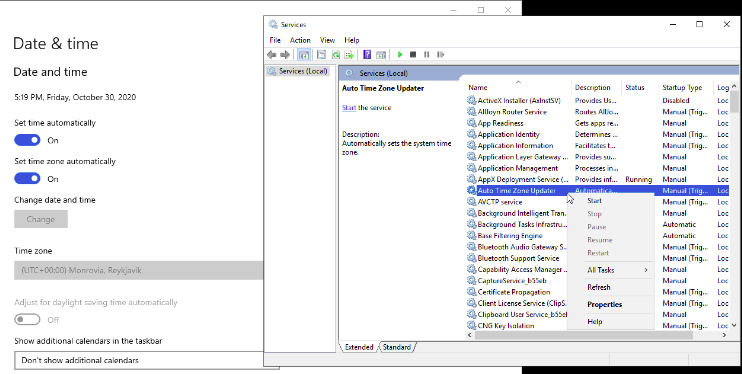 Date & time
Date and time
5:19 PM, Friday, October 30, 2020
Set time automatically
On
Set time zone automatically
On
Change date and time
Change
Time zone
(UTC+00:00) Monrovia, Reykjavik
Adjust for daylight saving time automatically
Off
Show additional calendars in the taskbar
Don't show additional calendars
Services
File Action View Help
Services (Local)
Services (Local)
Auto Time Zone Updater
Start the service
Description:
Automatically sets the system time
zone.
Name Description Status Startup Type Log
ActiveX Installer (AxInstSV) Provides Us... Disabled Loc
AllJoyn Router Service Routes AllJo... Manual (Trig... Loc
App Readiness Gets apps re... Manual Loc
Application Identity Determines ... Manual (Trig... Loc
Application Information Facilitates t... Manual (Trig... Loc
Application Layer Gateway ... Provides su... Manual Loc
Application Management Processes in... Manual Loc
AppX Deployment Service (... Provides inf... Running Manual Loc
Auto Time Zone Updater Automatica... Manual (Trig... Loc
AVCTP service Manual (Trig... Loc
Background Intelligent Tran... Manual Loc
Background Tasks Infrastru... Automatic Loc
Base Filtering Engine Automatic Loc
Bluetooth Audio Gateway S... Manual (Trig... Loc
Bluetooth Support Service Manual (Trig... Loc
Capability Access Manager ... Manual Loc
CaptureService_b55eb Manual Loc
Certificate Propagation Manual (Trig... Loc
Client License Service (ClipS... Manual (Trig... Loc
Clipboard User Service_b55eb Manual Loc
CNG Key Isolation Manual (Trig... Loc
Start
Stop
Pause
Resume
Restart
All Tasks
Refresh
Properties
Help
Extended Standard